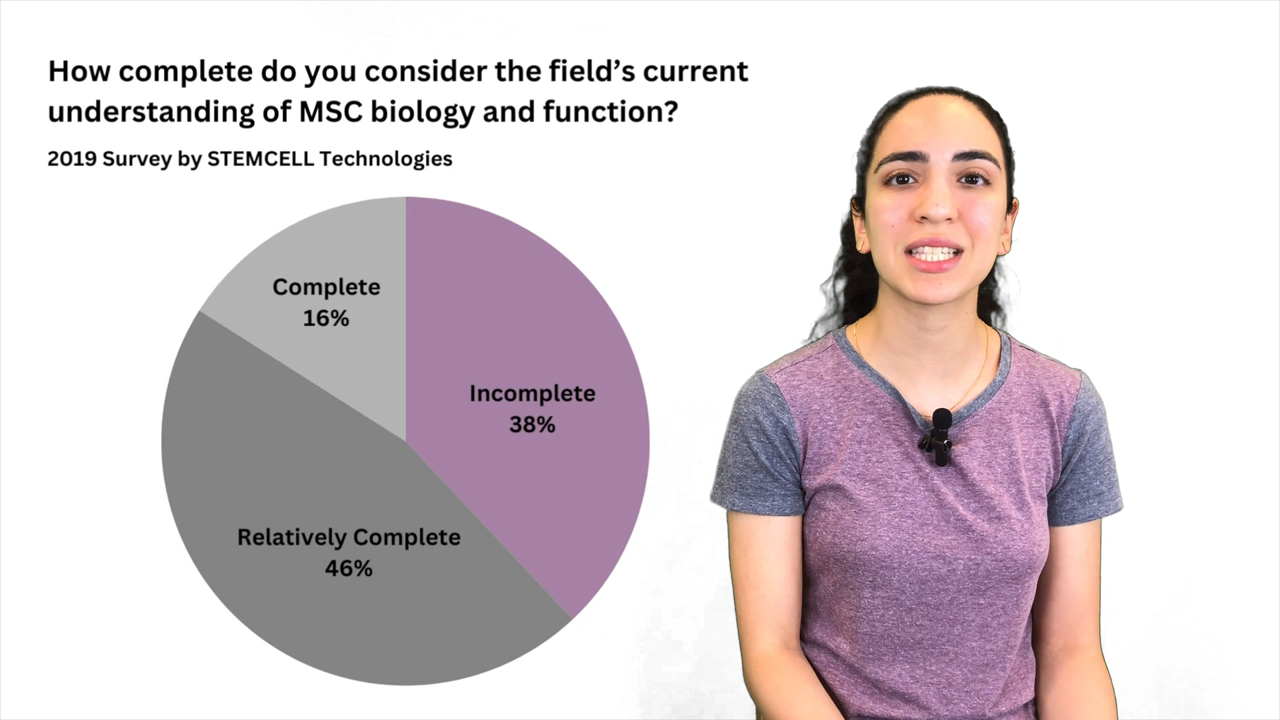 How complete do you consider the field’s current
understanding of MSC biology and function?
2019 Survey by STEMCELL Technologies
Complete
16%
Incomplete
38%
Relatively Complete
46%